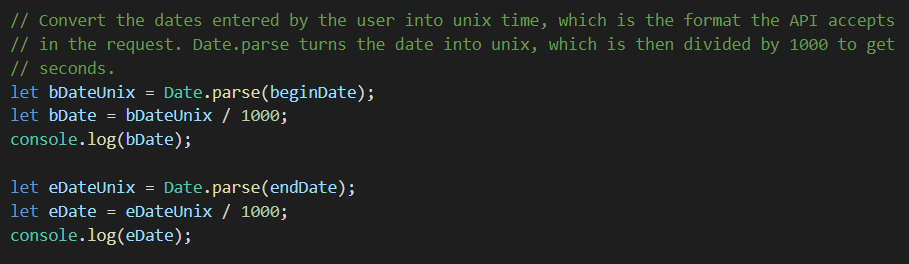 // Convert the dates entered by the user into unix time, which is the format the API accepts
// in the request. Date.parse turns the date into unix, which is then divided by 1000 to get
// seconds.
let bDateUnix = Date.parse(beginDate);
let bDate = bDateUnix / 1000;
console.log(bDate);

let eDateUnix = Date.parse(endDate);
let eDate = eDateUnix / 1000;
console.log(eDate);